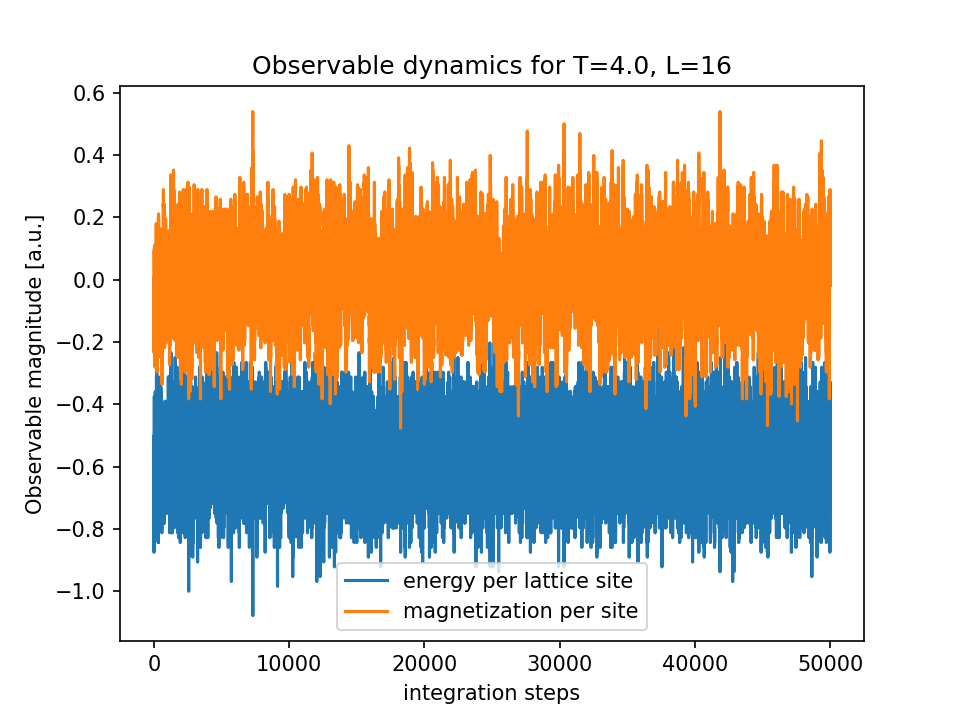 Observable dynamics for T=4.0, L=16
Observable magnitude [a.u.]
0.6
0.4
0.2
0.0
−0.2
−0.4
−0.6
−0.8
−1.0
energy per lattice site
magnetization per site
0 10000 20000 30000 40000 50000
integration steps